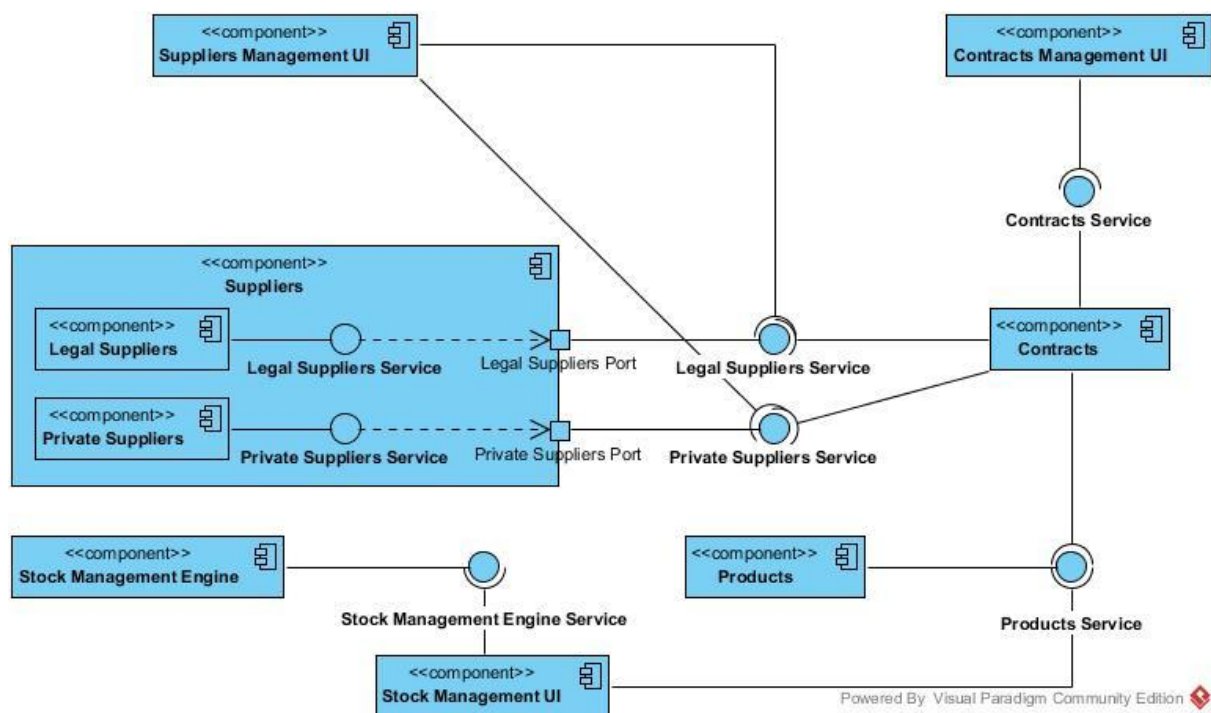 <<component>>
Suppliers Management UI
<<component>>
Contracts Management UI
Contracts Service
<<component>>
Suppliers
<<component>>
Legal Suppliers
Legal Suppliers Service
Legal Suppliers Port
Legal Suppliers Service
<<component>>
Contracts
<<component>>
Private Suppliers
Private Suppliers Service
Private Suppliers Port
Private Suppliers Service
<<component>>
Stock Management Engine
<<component>>
Products
Stock Management Engine Service
Products Service
<<component>>
Stock Management UI
Powered By Visual Paradigm Community Edition